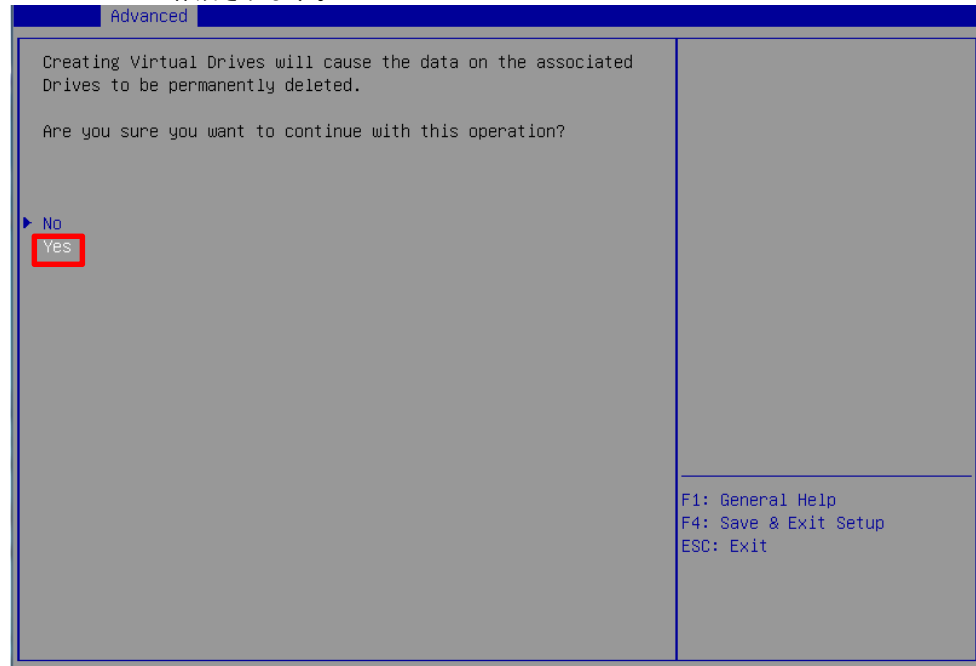 Advanced
Creating Virtual Drives will cause the data on the associated
Drives to be permanently deleted.
Are you sure you want to continue with this operation?
No
Yes
F1: General Help
F4: Save & Exit Setup
ESC: Exit